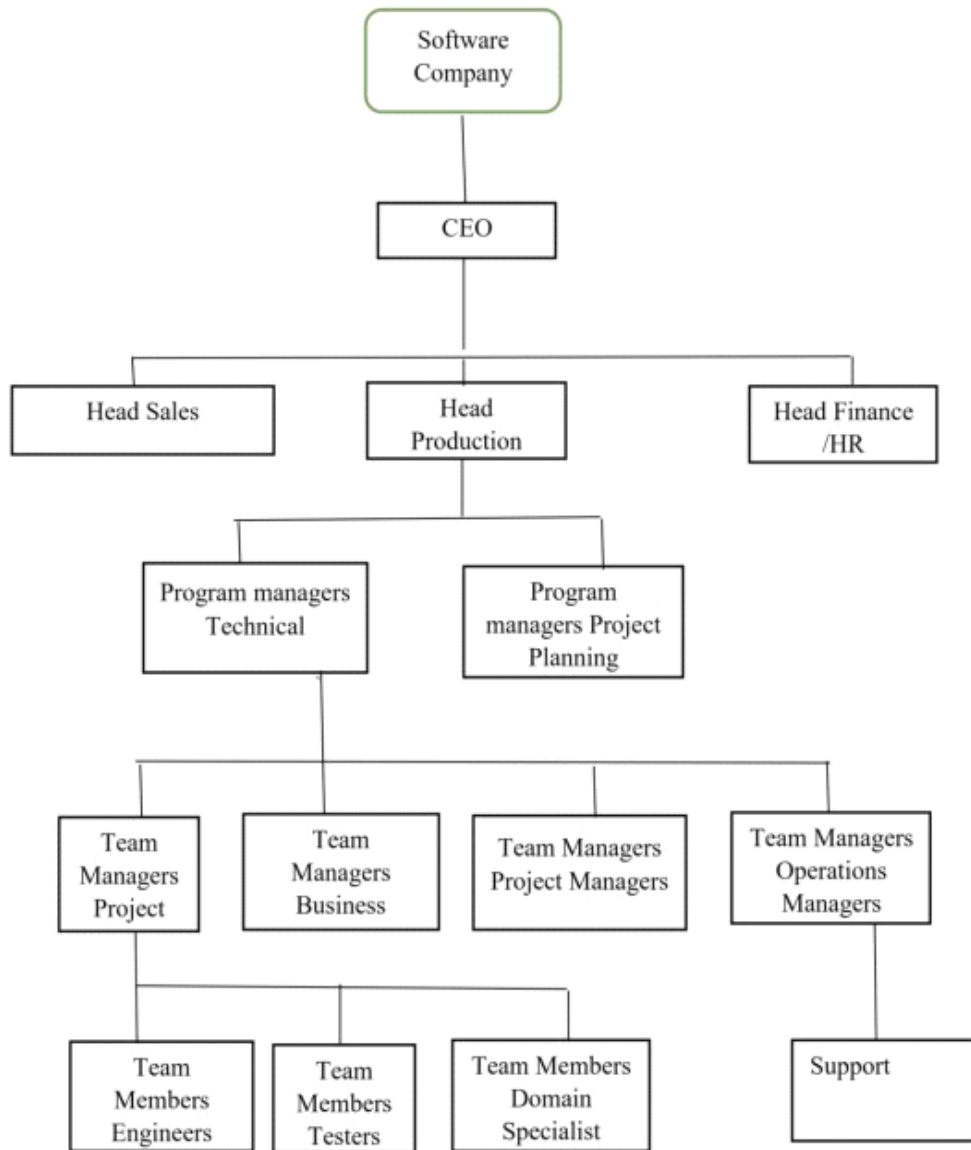 Software
Company
CEO
Head Sales
Head
Production
Head Finance
/HR
Program managers
Technical
Program
managers Project
Planning
Team
Managers
Project
Team
Managers
Business
Team Managers
Project Managers
Team Managers
Operations
Managers
Team
Members
Engineers
Team
Members
Testers
Team Members
Domain
Specialist
Support